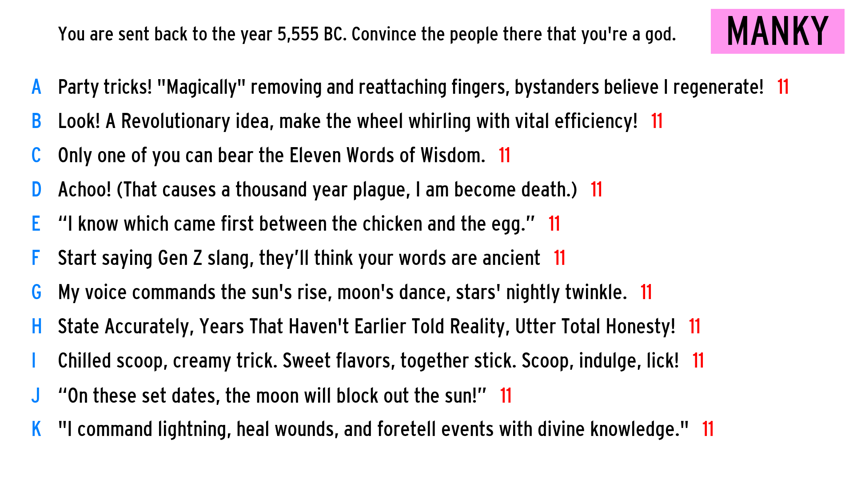 You are sent back to the year 5,555 BC. Convince the people there that you're a god.
MANKY
A Party tricks! "Magically" removing and reattaching fingers, bystanders believe I regenerate! 11
B Look! A Revolutionary idea, make the wheel whirling with vital efficiency! 11
C Only one of you can bear the Eleven Words of Wisdom. 11
D Achoo! (That causes a thousand year plague, I am become death.) 11
E “I know which came first between the chicken and the egg.” 11
F Start saying Gen Z slang, they’ll think your words are ancient 11
G My voice commands the sun's rise, moon's dance, stars' nightly twinkle. 11
H State Accurately, Years That Haven't Earlier Told Reality, Utter Total Honesty! 11
I Chilled scoop, creamy trick. Sweet flavors, together stick. Scoop, indulge, lick! 11
J “On these set dates, the moon will block out the sun!” 11
K "I command lightning, heal wounds, and foretell events with divine knowledge." 11